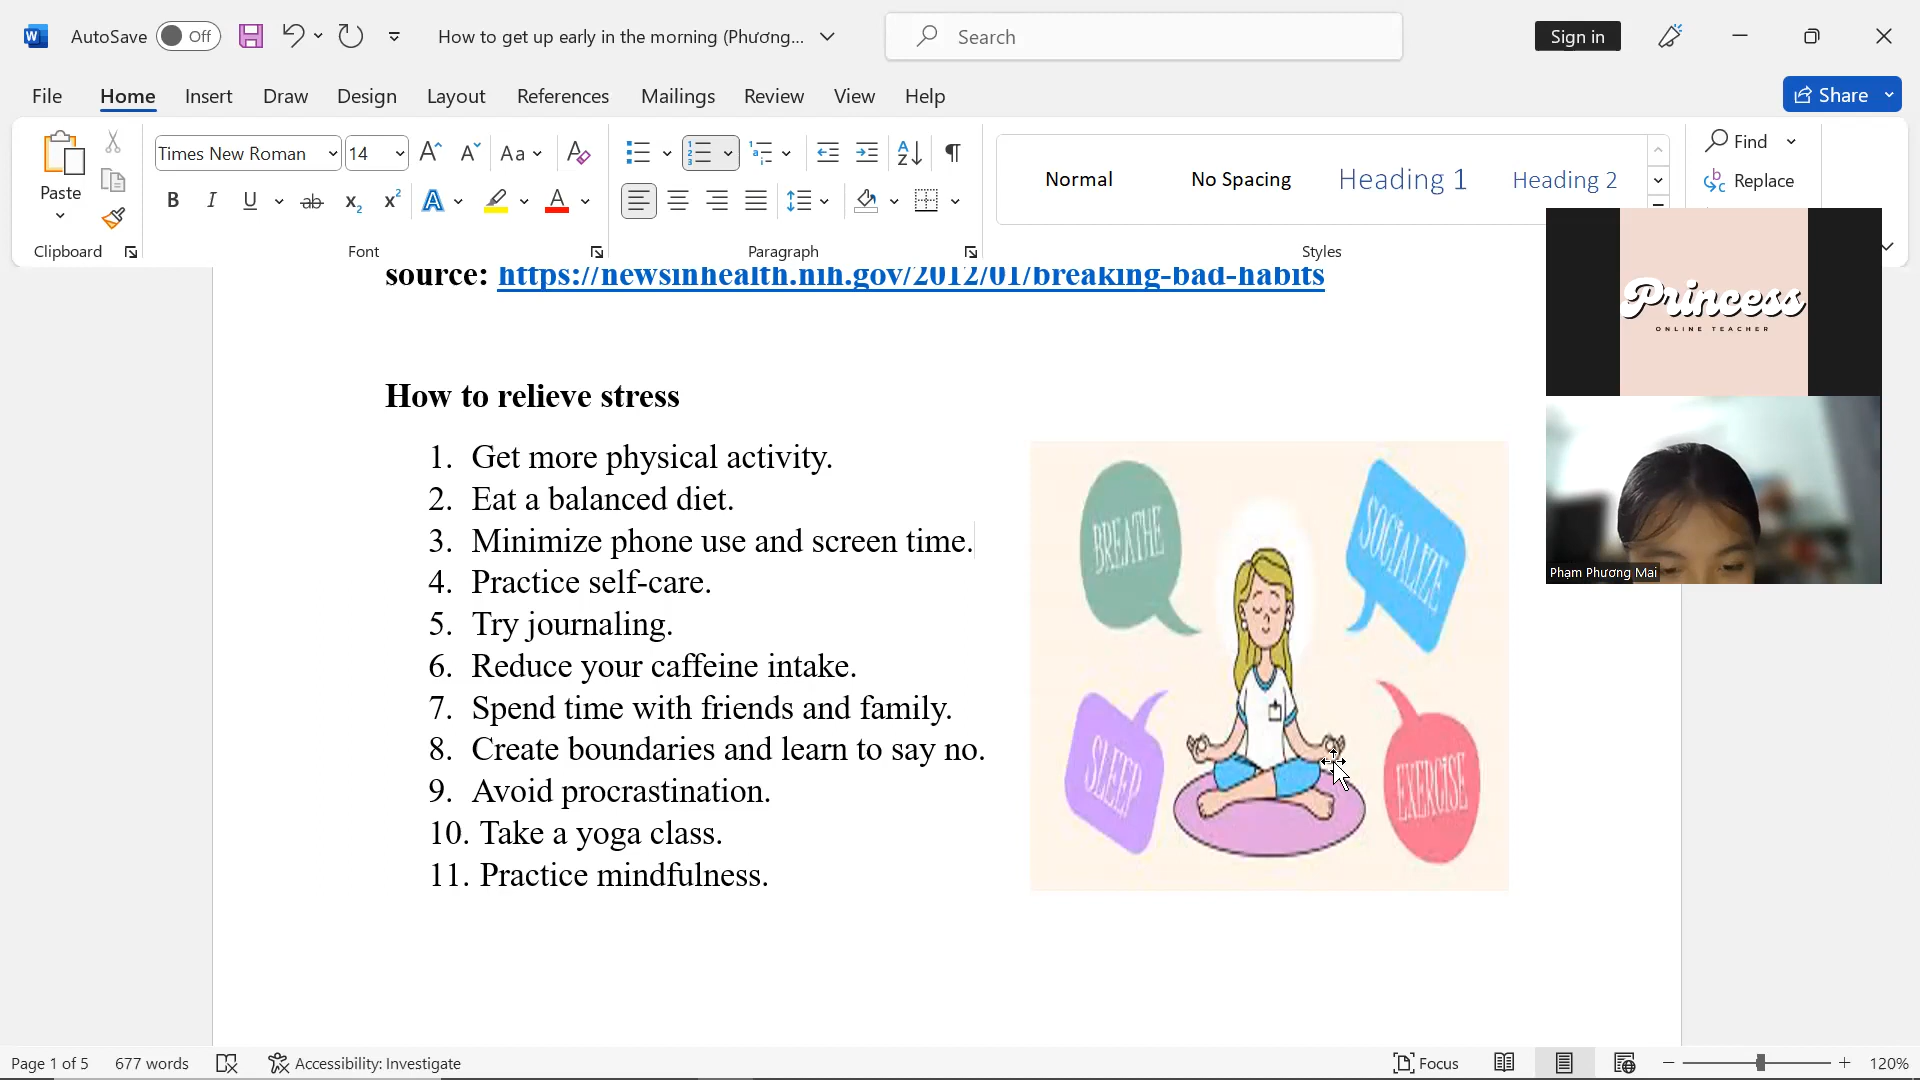 AutoSave Off How to get up early in the morning (Phương... Search Sign in
File Home Insert Draw Design Layout References Mailings Review View Help Share
Paste Times New Roman 14 Aa Normal No Spacing Heading 1 Heading 2 Find
Replace
Clipboard Font Paragraph Styles
source: https://newsinhealth.nih.gov/2012/01/breaking-bad-habits
Princess
ONLINE TEACHER
Phạm Phương Mai
How to relieve stress
1. Get more physical activity.
2. Eat a balanced diet.
3. Minimize phone use and screen time.
4. Practice self-care.
5. Try journaling.
6. Reduce your caffeine intake.
7. Spend time with friends and family.
8. Create boundaries and learn to say no.
9. Avoid procrastination.
10. Take a yoga class.
11. Practice mindfulness.
BREATHE
SOCIALIZE
SLEEP
EXERCISE
Page 1 of 5 677 words Accessibility: Investigate Focus 120%